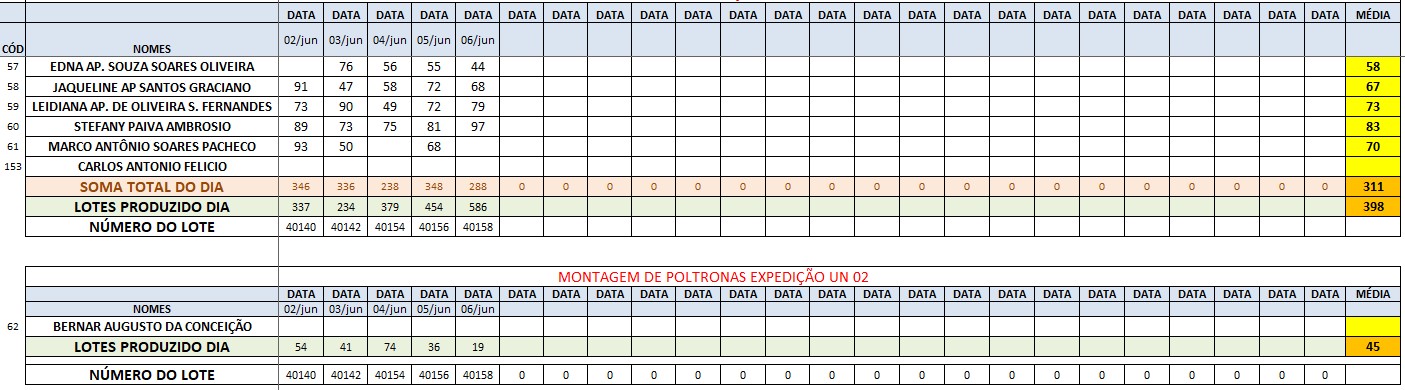 DATA DATA DATA DATA DATA DATA DATA DATA DATA DATA DATA DATA DATA DATA DATA DATA DATA DATA DATA DATA DATA DATA DATA DATA MÉDIA
CÓD NOMES 02/jun 03/jun 04/jun 05/jun 06/jun
57 EDNA AP. SOUZA SOARES OLIVEIRA 76 56 55 44 58
58 JAQUELINE AP SANTOS GRACIANO 91 47 58 72 68 67
59 LEIDIANA AP. DE OLIVEIRA S. FERNANDES 73 90 49 72 79 73
60 STEFANY PAIVA AMBROSIO 89 73 75 81 97 83
61 MARCO ANTÔNIO SOARES PACHECO 93 50 68 70
153 CARLOS ANTONIO FELICIO
SOMA TOTAL DO DIA 346 336 238 348 288 0 0 0 0 0 0 0 0 0 0 0 0 0 0 0 0 0 0 0 311
LOTES PRODUZIDO DIA 337 234 379 454 586 398
NÚMERO DO LOTE 40140 40142 40154 40156 40158
MONTAGEM DE POLTRONAS EXPEDIÇÃO UN 02
DATA DATA DATA DATA DATA DATA DATA DATA DATA DATA DATA DATA DATA DATA DATA DATA DATA DATA DATA DATA DATA DATA DATA DATA MÉDIA
NOMES 02/jun 03/jun 04/jun 05/jun 06/jun
62 BERNAR AUGUSTO DA CONCEIÇÃO
LOTES PRODUZIDO DIA 54 41 74 36 19 45
NÚMERO DO LOTE 40140 40142 40154 40156 40158 0 0 0 0 0 0 0 0 0 0 0 0 0 0 0 0 0 0 0